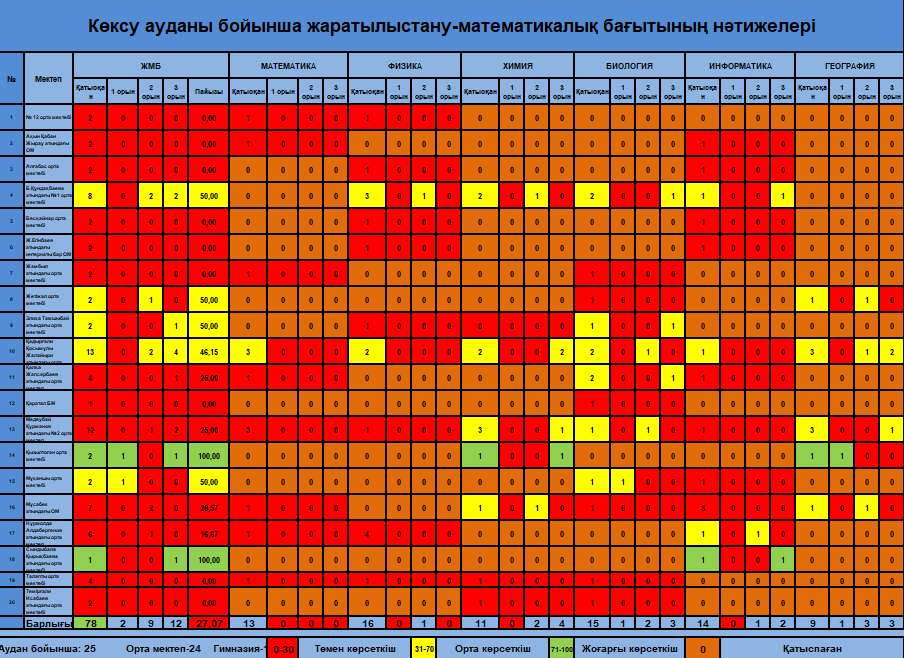 Көксу ауданы бойынша жаратылыстану-математикалық бағытының нәтижелері
№ Мектеп ЖМБ МАТЕМАТИКА ФИЗИКА ХИМИЯ БИОЛОГИЯ ИНФОРМАТИКА ГЕОГРАФИЯ
Қатысқан 1 орын 2 орын 3 орын Пайызы Қатысқан 1 орын 2 орын 3 орын Қатысқан 1 орын 2 орын 3 орын Қатысқан 1 орын 2 орын 3 орын Қатысқан 1 орын 2 орын 3 орын Қатысқан 1 орын 2 орын 3 орын Қатысқан 1 орын 2 орын 3 орын
1 №12 орта мектебі 2 0 0 0 0,00 1 0 0 0 1 0 0 0 0 0 0 0 0 0 0 0 0 0 0 0 0 0 0 0
2 Ақын Қабан Жырау атындағы ОМ 2 0 0 0 0,00 1 0 0 0 0 0 0 0 0 0 0 0 0 0 0 0 1 0 0 0 0 0 0 0
3 Алғабас орта мектебі 2 0 0 0 0,00 0 0 0 0 1 0 0 0 0 0 0 0 0 0 0 0 1 0 0 0 0 0 0 0
4 атындағы №1 орта мектебі 8 0 2 2 50,00 0 0 0 0 3 0 1 0 2 0 1 0 2 0 0 1 1 0 0 1 0 0 0 0
5 орта мектебі 2 0 0 0 0,00 0 0 0 0 1 0 0 0 0 0 0 0 0 0 0 0 1 0 0 0 0 0 0 0
6 атындағы интернаты бар ОМ 2 0 0 0 0,00 0 0 0 0 1 0 0 0 0 0 0 0 0 0 0 0 1 0 0 0 0 0 0 0
7 Жамбыл атындағы орта мектебі 2 0 0 0 0,00 1 0 0 0 0 0 0 0 0 0 0 0 1 0 0 0 0 0 0 0 0 0 0 0
8 Жетіжал орта мектебі 2 0 1 0 50,00 0 0 0 0 0 0 0 0 0 0 0 0 1 0 0 0 0 0 0 0 1 0 1 0
9 атындағы орта мектебі 2 0 0 1 50,00 0 0 0 0 1 0 0 0 0 0 0 0 1 0 0 1 0 0 0 0 0 0 0 0
10 Қадырғали Қосымұлы Жалайыри 13 0 2 4 46,15 3 0 0 0 2 0 0 0 2 0 0 2 2 0 1 0 1 0 0 0 3 0 1 2
11 атындағы орта 4 0 0 1 25,00 1 0 0 0 0 0 0 0 0 0 0 0 2 0 0 1 1 0 0 0 0 0 0 0
12 Қаратал БМ 1 0 0 0 0,00 0 0 0 0 0 0 0 0 0 0 0 0 1 0 0 0 0 0 0 0 0 0 0 0
13 атындағы №2 орта 12 0 1 2 25,00 3 0 0 0 1 0 0 0 3 0 0 1 1 0 1 0 1 0 0 0 3 0 0 1
14 орта мектебі 2 1 0 1 100,00 0 0 0 0 0 0 0 0 1 0 0 1 0 0 0 0 0 0 0 0 1 1 0 0
15 Мұқаншы орта мектебі 2 1 0 0 50,00 0 0 0 0 0 0 0 0 0 0 0 0 1 1 0 0 1 0 0 0 0 0 0 0
16 Мұсабек атындағы ОМ 7 0 2 0 28,57 1 0 0 0 0 0 0 0 1 0 1 0 1 0 0 0 3 0 0 0 1 0 1 0
17 Нұрмолда Алдабергенов атындағы орта 6 0 1 0 16,67 1 0 0 0 4 0 0 0 0 0 0 0 0 0 0 0 1 0 1 0 0 0 0 0
18 Сындыбала атындағы орта 1 0 0 1 100,00 0 0 0 0 0 0 0 0 0 0 0 0 0 0 0 0 1 0 0 1 0 0 0 0
19 Талапты орта мектебі 4 0 0 0 0,00 1 0 0 0 1 0 0 0 1 0 0 0 1 0 0 0 0 0 0 0 0 0 0 0
20 Теміргали Исабаев атындағы орта мектебі 2 0 0 0 0,00 0 0 0 0 0 0 0 0 1 0 0 0 1 0 0 0 0 0 0 0 0 0 0 0
Барлығы 78 2 9 12 27,07 13 0 0 0 16 0 1 0 11 0 2 4 15 1 2 3 14 0 1 2 9 1 3 3
Аудан бойынша: 25 Орта мектеп-24 Гимназия-1 0-30 Төмен көрсеткіш 31-70 Орта көрсеткіш 71-100 Жоғарғы көрсеткіш 0 Қатыспаған